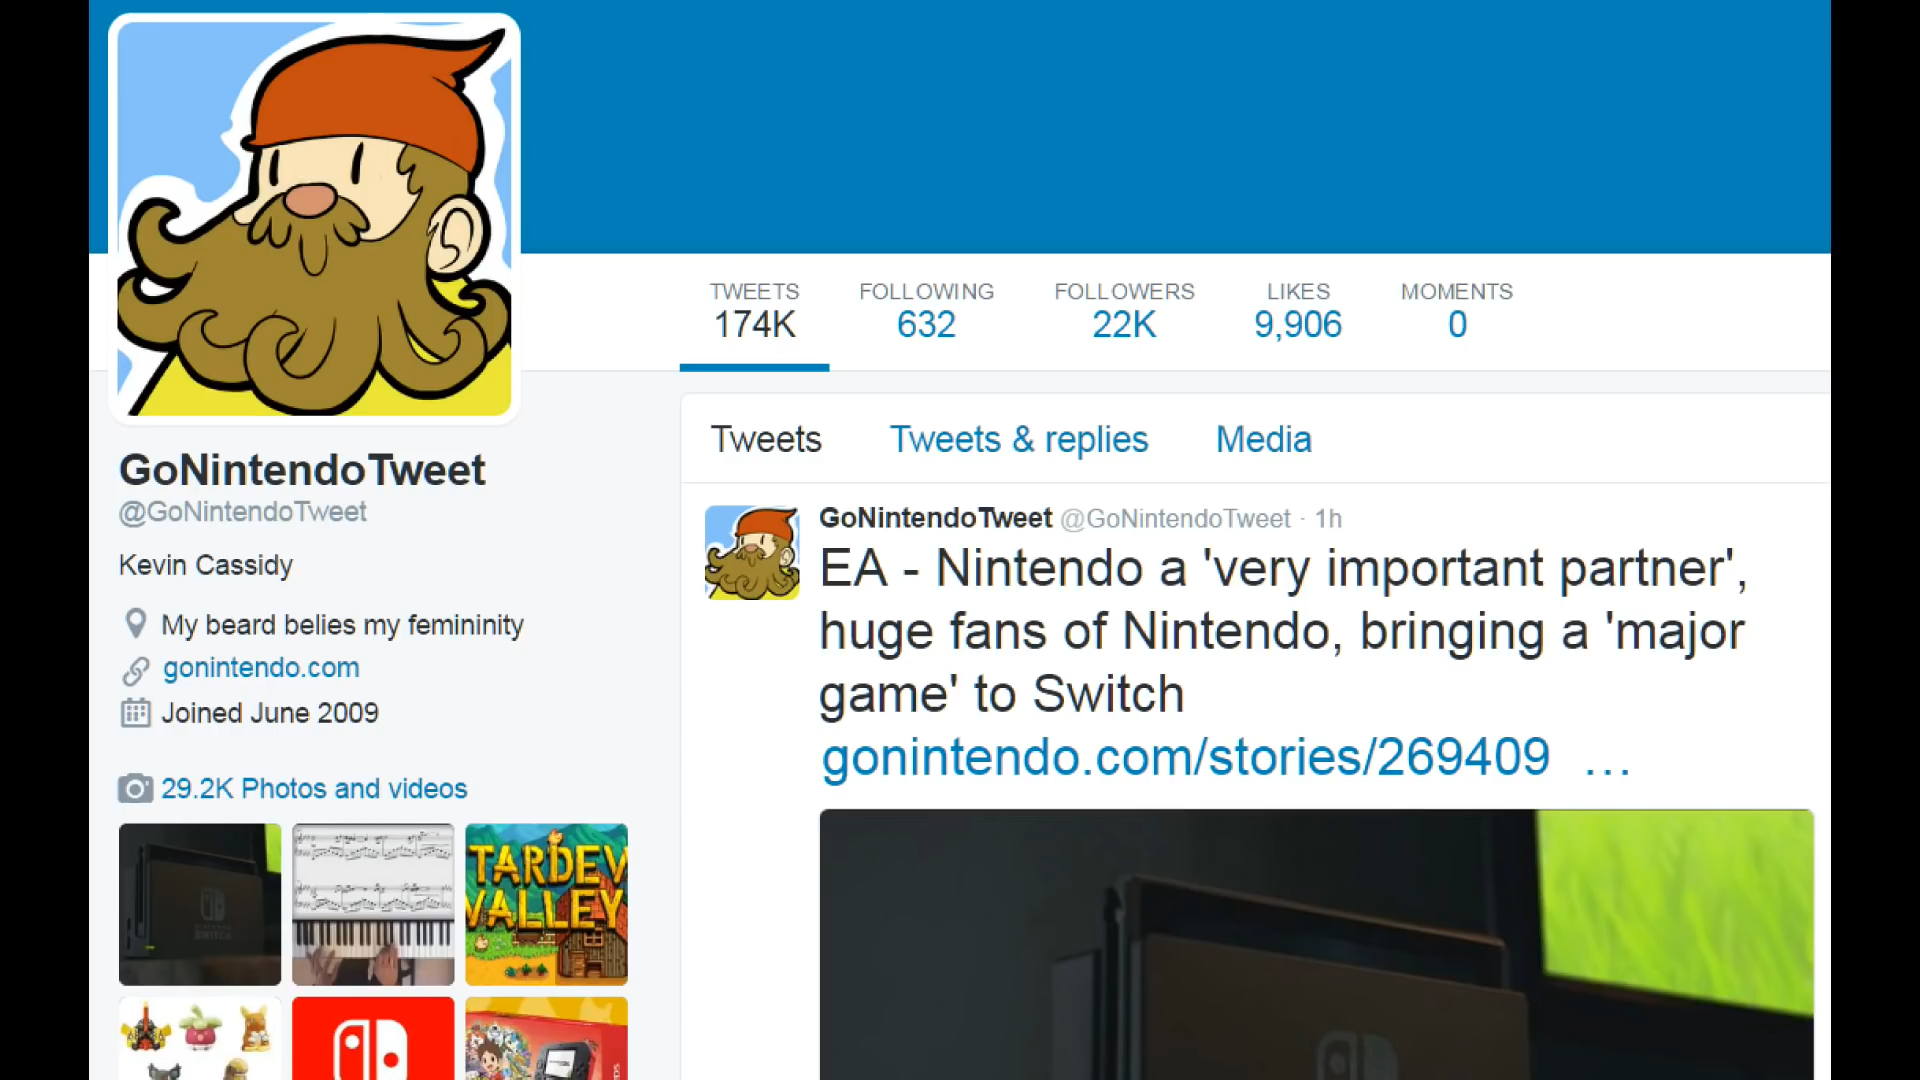 TWEETS FOLLOWING FOLLOWERS LIKES MOMENTS
174K 632 22K 9,906 0
GoNintendoTweet
@GoNintendoTweet
Kevin Cassidy
My beard belies my femininity
gonintendo.com
Joined June 2009
29.2K Photos and videos
TARDEV
VALLEY
Tweets Tweets & replies Media
GoNintendoTweet @GoNintendoTweet · 1h
EA - Nintendo a 'very important partner',
huge fans of Nintendo, bringing a 'major
game' to Switch
gonintendo.com/stories/269409 …